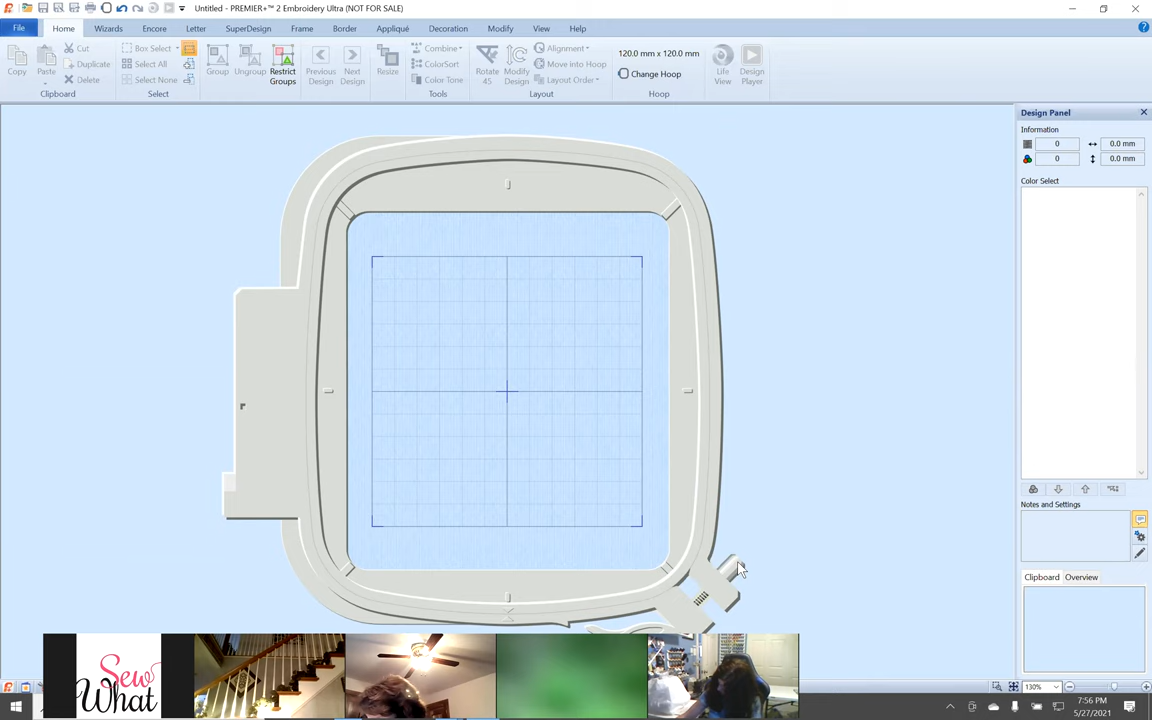 Untitled - PREMIER+™ 2 Embroidery Ultra (NOT FOR SALE)
File Home Wizards Encore Letter SuperDesign Frame Border Appliqué Decoration Modify View Help
Copy Paste Cut Duplicate Delete
Clipboard
Box Select Select All Select None
Select
Group Ungroup Restrict Groups Previous Design Next Design Resize
Combine ColorSort Color-Tone
Tools
Rotate 45 Modify Design Alignment Move into Hoop Layout Order
Layout
120.0 mm x 120.0 mm
Change Hoop
Hoop
Life View Design Player
Design Panel
Information
0 0.0 mm
0 0.0 mm
Color Select
Notes and Settings
Clipboard Overview
Sew
What
130%
7:56 PM
5/27/2021